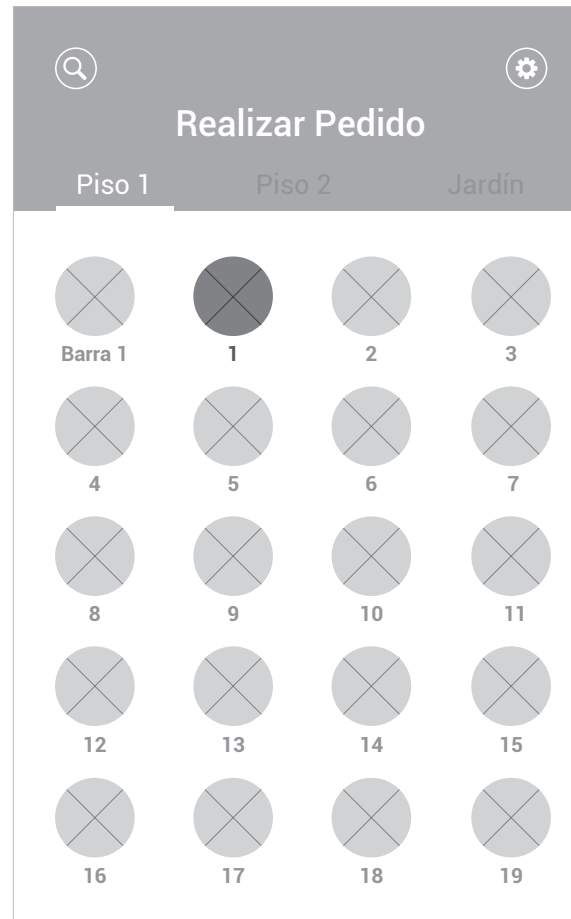 Realizar Pedido
Piso 1 Piso 2 Jardín
Barra 1 1 2 3
4 5 6 7
8 9 10 11
12 13 14 15
16 17 18 19